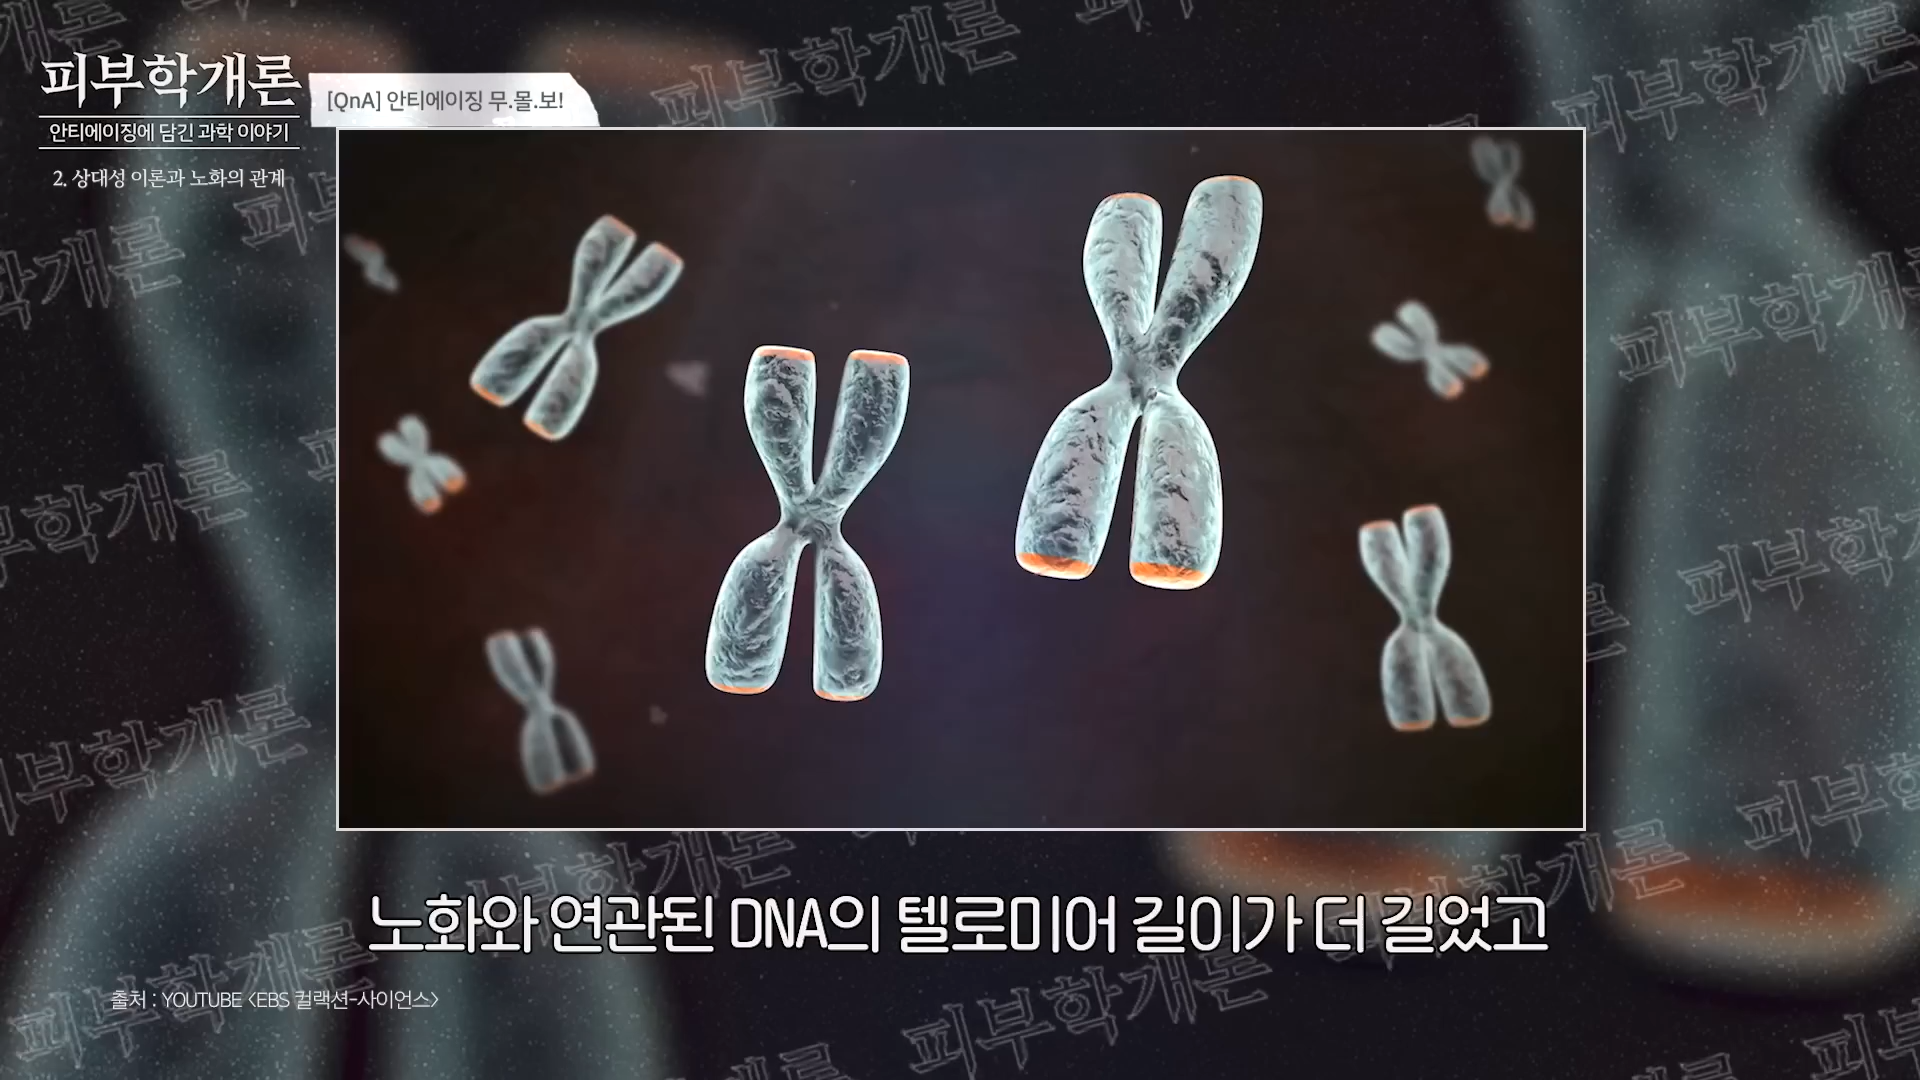 피부학개론
안티에이징에 담긴 과학 이야기
2. 상대성 이론과 노화의 관계
[QnA] 안티에이징 무.몰.보!
노화와 연관된 DNA의 텔로미어 길이가 더 길었고
출처 : YOUTUBE <EBS 컬랙션-사이언스>